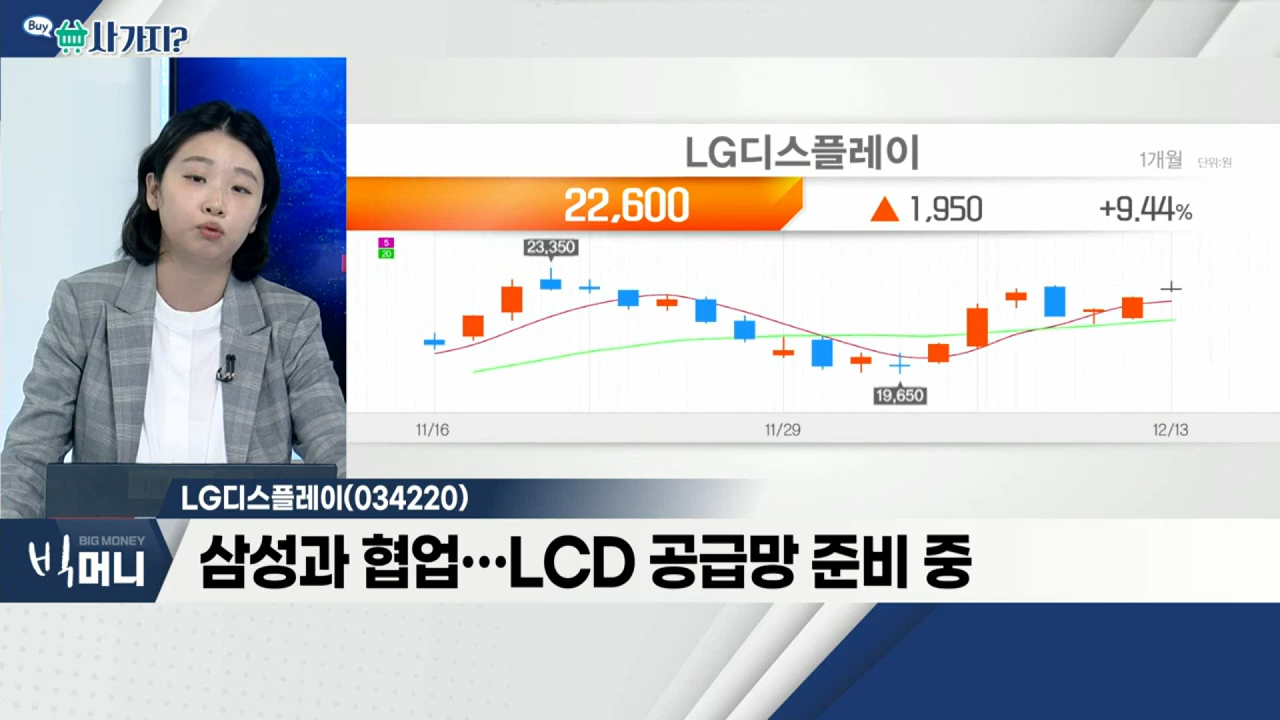 Buy
사가지?
LG디스플레이
1개월 단위:원
22,600 ▲ 1,950 +9.44%
5
20
23,350
19,650
11/16 11/29 12/13
LG디스플레이(034220)
BIG MONEY
빅머니
삼성과 협업…LCD 공급망 준비 중